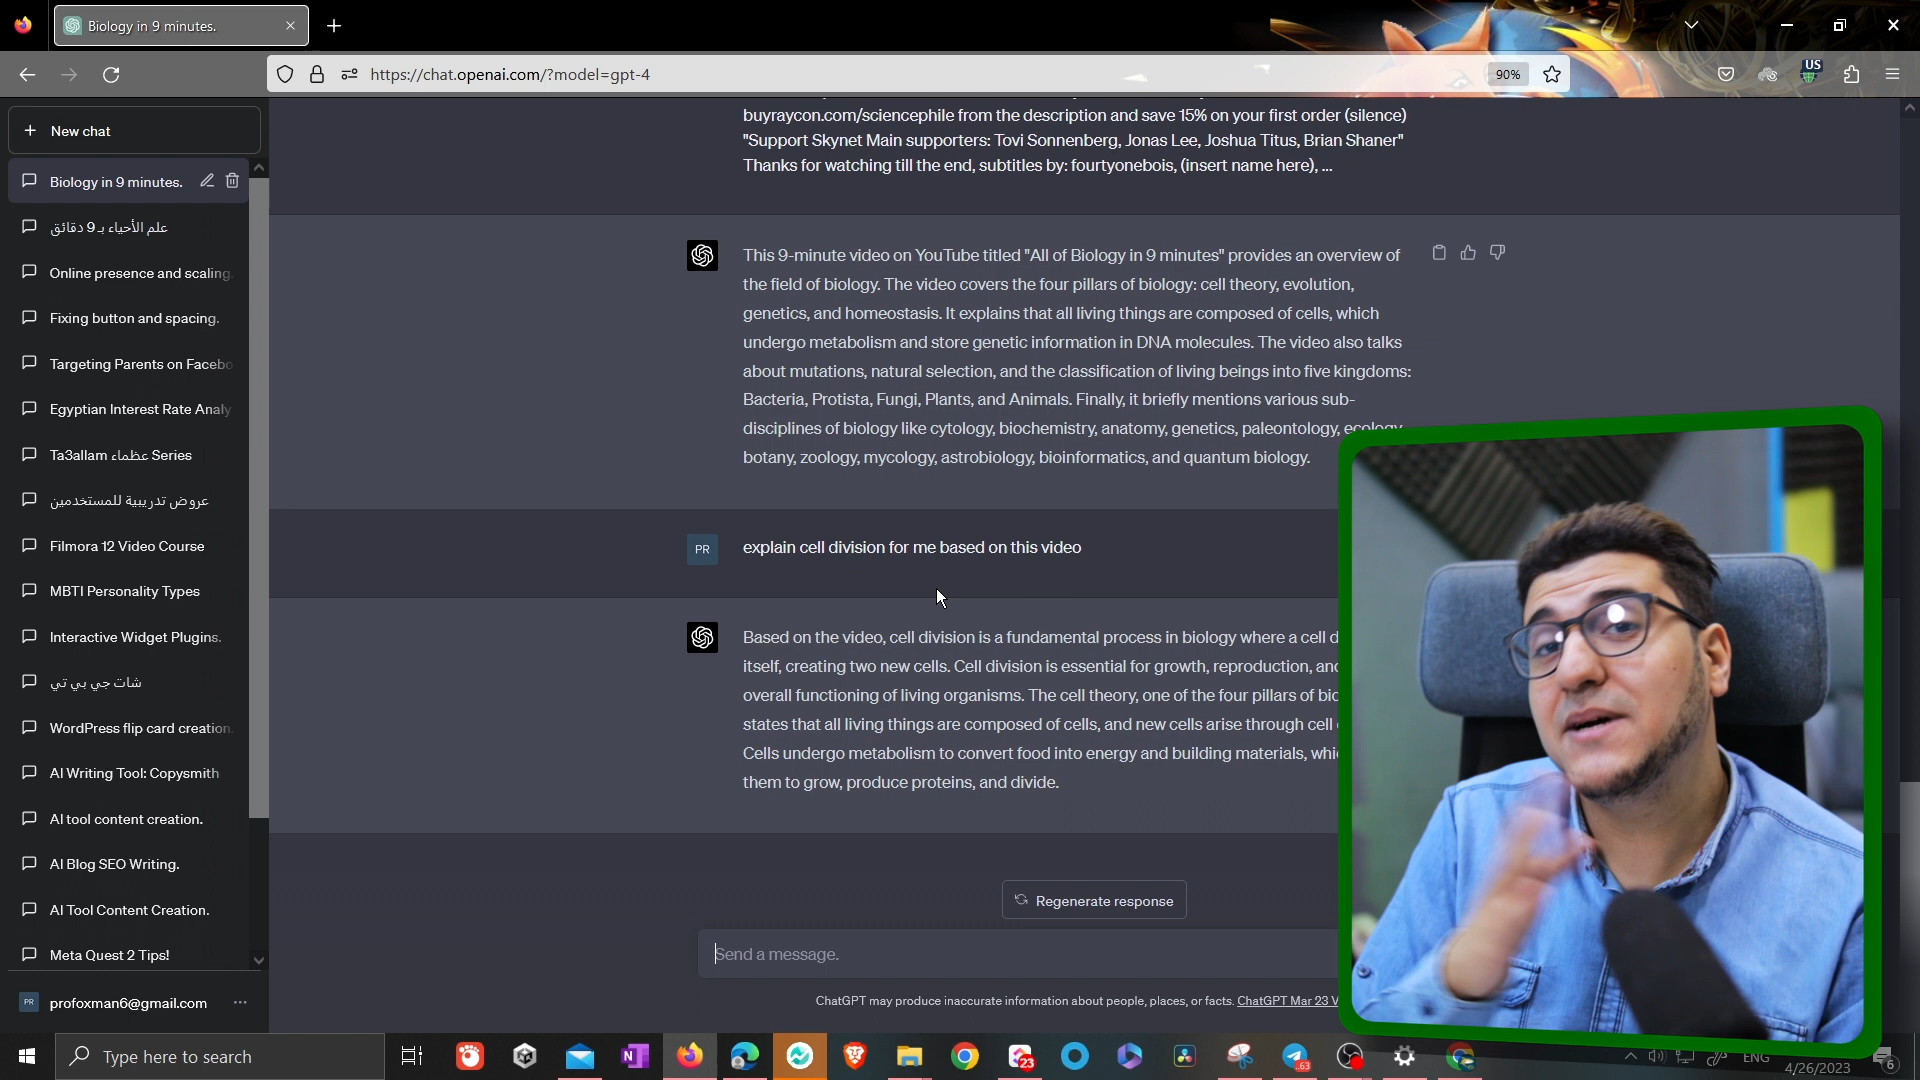 Biology in 9 minutes.
https://chat.openai.com/?model=gpt-4
90%
US
New chat
Biology in 9 minutes.
علم الأحياء بـ 9 دقائق
Online presence and scaling
Fixing button and spacing.
Targeting Parents on Facebo
Egyptian Interest Rate Analy
Ta3allam عظماء Series
عروض تدريبية للمستخدمين
Filmora 12 Video Course
MBTI Personality Types
Interactive Widget Plugins.
شات جي بي تي
WordPress flip card creation
AI Writing Tool: Copysmith
AI tool content creation.
AI Blog SEO Writing.
AI Tool Content Creation.
Meta Quest 2 Tips!
PR profoxman6@gmail.com
buyraycon.com/sciencephile from the description and save 15% on your first order (silence)
"Support Skynet Main supporters: Tovi Sonnenberg, Jonas Lee, Joshua Titus, Brian Shaner"
Thanks for watching till the end, subtitles by: fourtyonebois, (insert name here), ...
This 9-minute video on YouTube titled "All of Biology in 9 minutes" provides an overview of
the field of biology. The video covers the four pillars of biology: cell theory, evolution,
genetics, and homeostasis. It explains that all living things are composed of cells, which
undergo metabolism and store genetic information in DNA molecules. The video also talks
about mutations, natural selection, and the classification of living beings into five kingdoms:
Bacteria, Protista, Fungi, Plants, and Animals. Finally, it briefly mentions various sub-
disciplines of biology like cytology, biochemistry, anatomy, genetics, paleontology, ecology,
botany, zoology, mycology, astrobiology, bioinformatics, and quantum biology.
PR
explain cell division for me based on this video
Based on the video, cell division is a fundamental process in biology where a cell d
itself, creating two new cells. Cell division is essential for growth, reproduction, and
overall functioning of living organisms. The cell theory, one of the four pillars of bio
states that all living things are composed of cells, and new cells arise through cell
Cells undergo metabolism to convert food into energy and building materials, whi
them to grow, produce proteins, and divide.
Regenerate response
Send a message.
ChatGPT may produce inaccurate information about people, places, or facts. ChatGPT Mar 23 V
Type here to search
23
63
ENG
4/26/2023
6